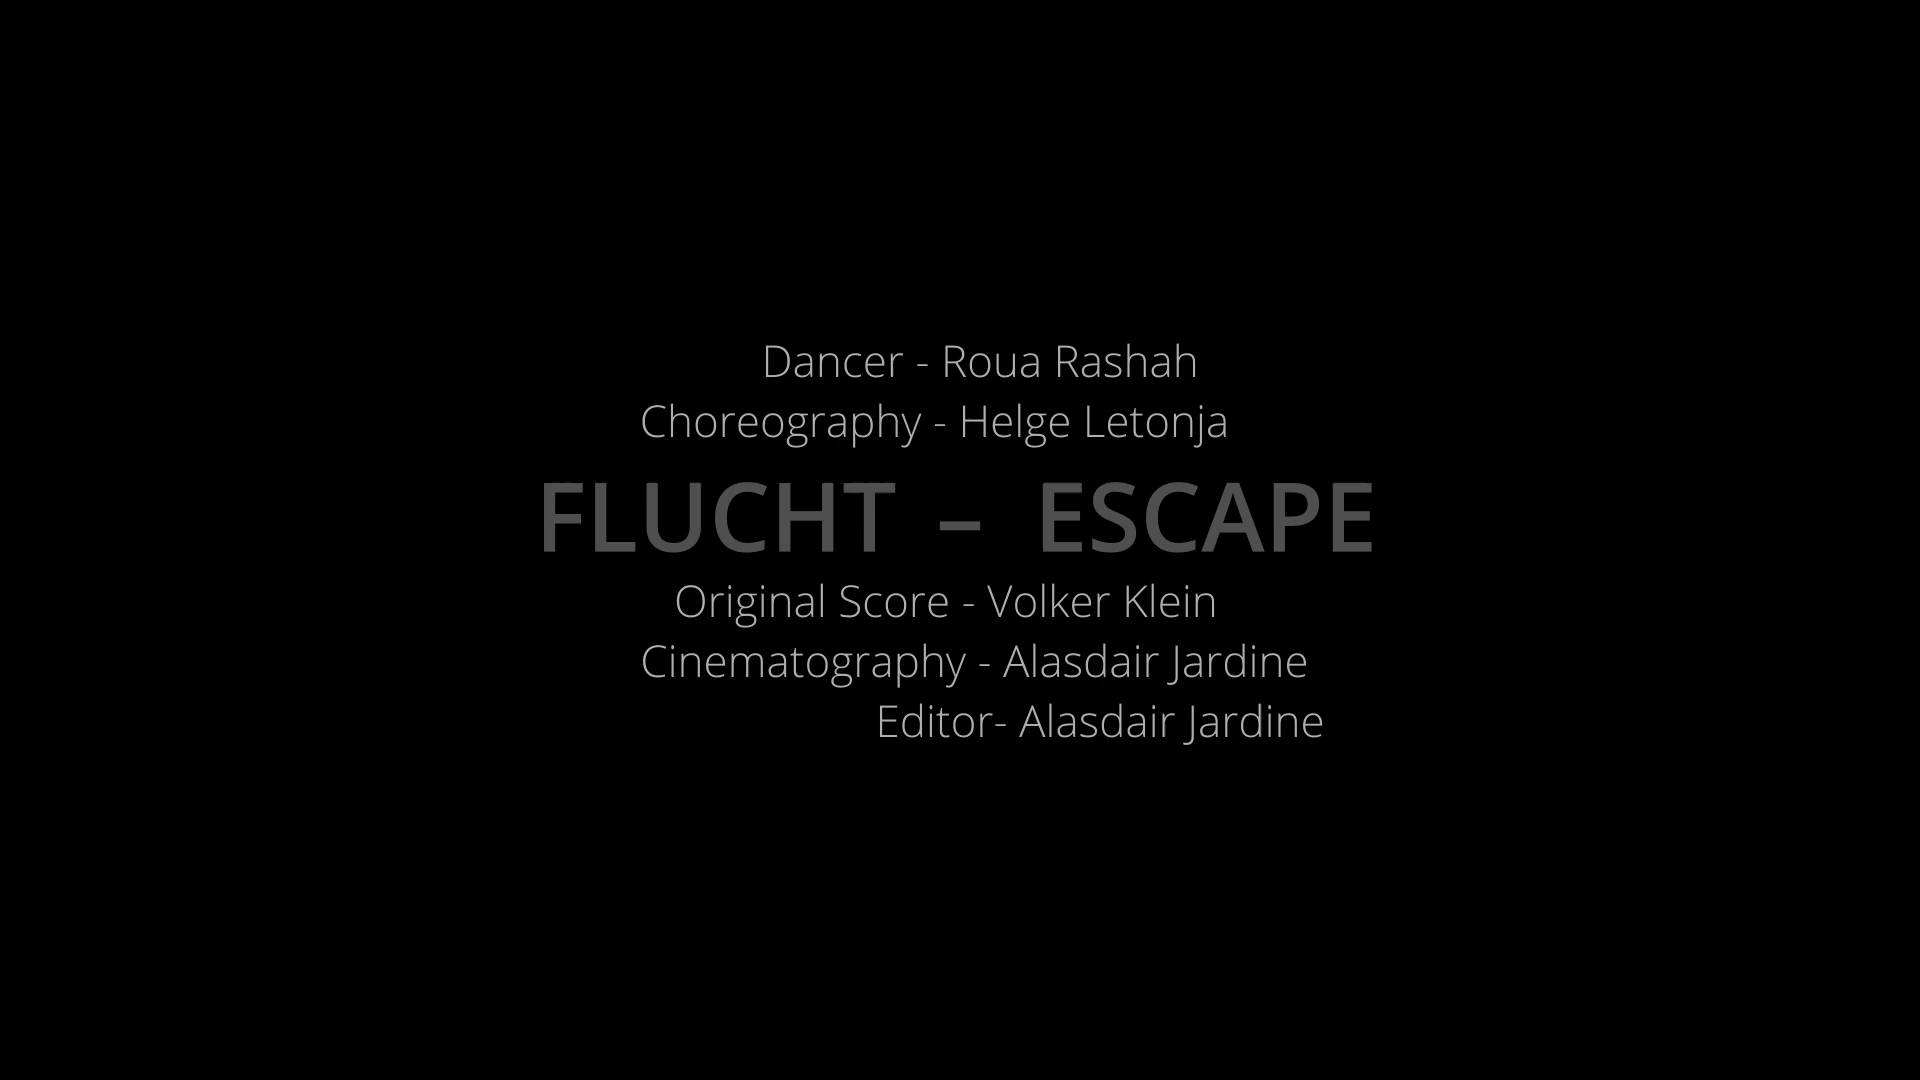 Dancer - Roua Rashah
Choreography - Helge Letonja
FLUCHT – ESCAPE
Original Score - Volker Klein
Cinematography - Alasdair Jardine
Editor- Alasdair Jardine